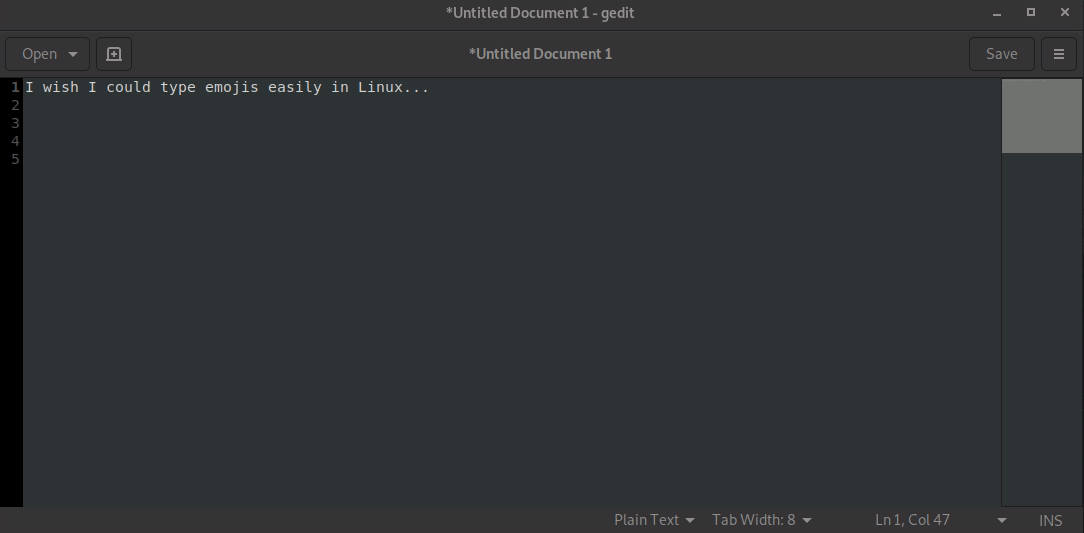 *Untitled Document 1 - gedit
Open
*Untitled Document 1
Save
1 I wish I could type emojis easily in Linux...
2
3
4
5
Plain Text Tab Width: 8 Ln 1, Col 47 INS